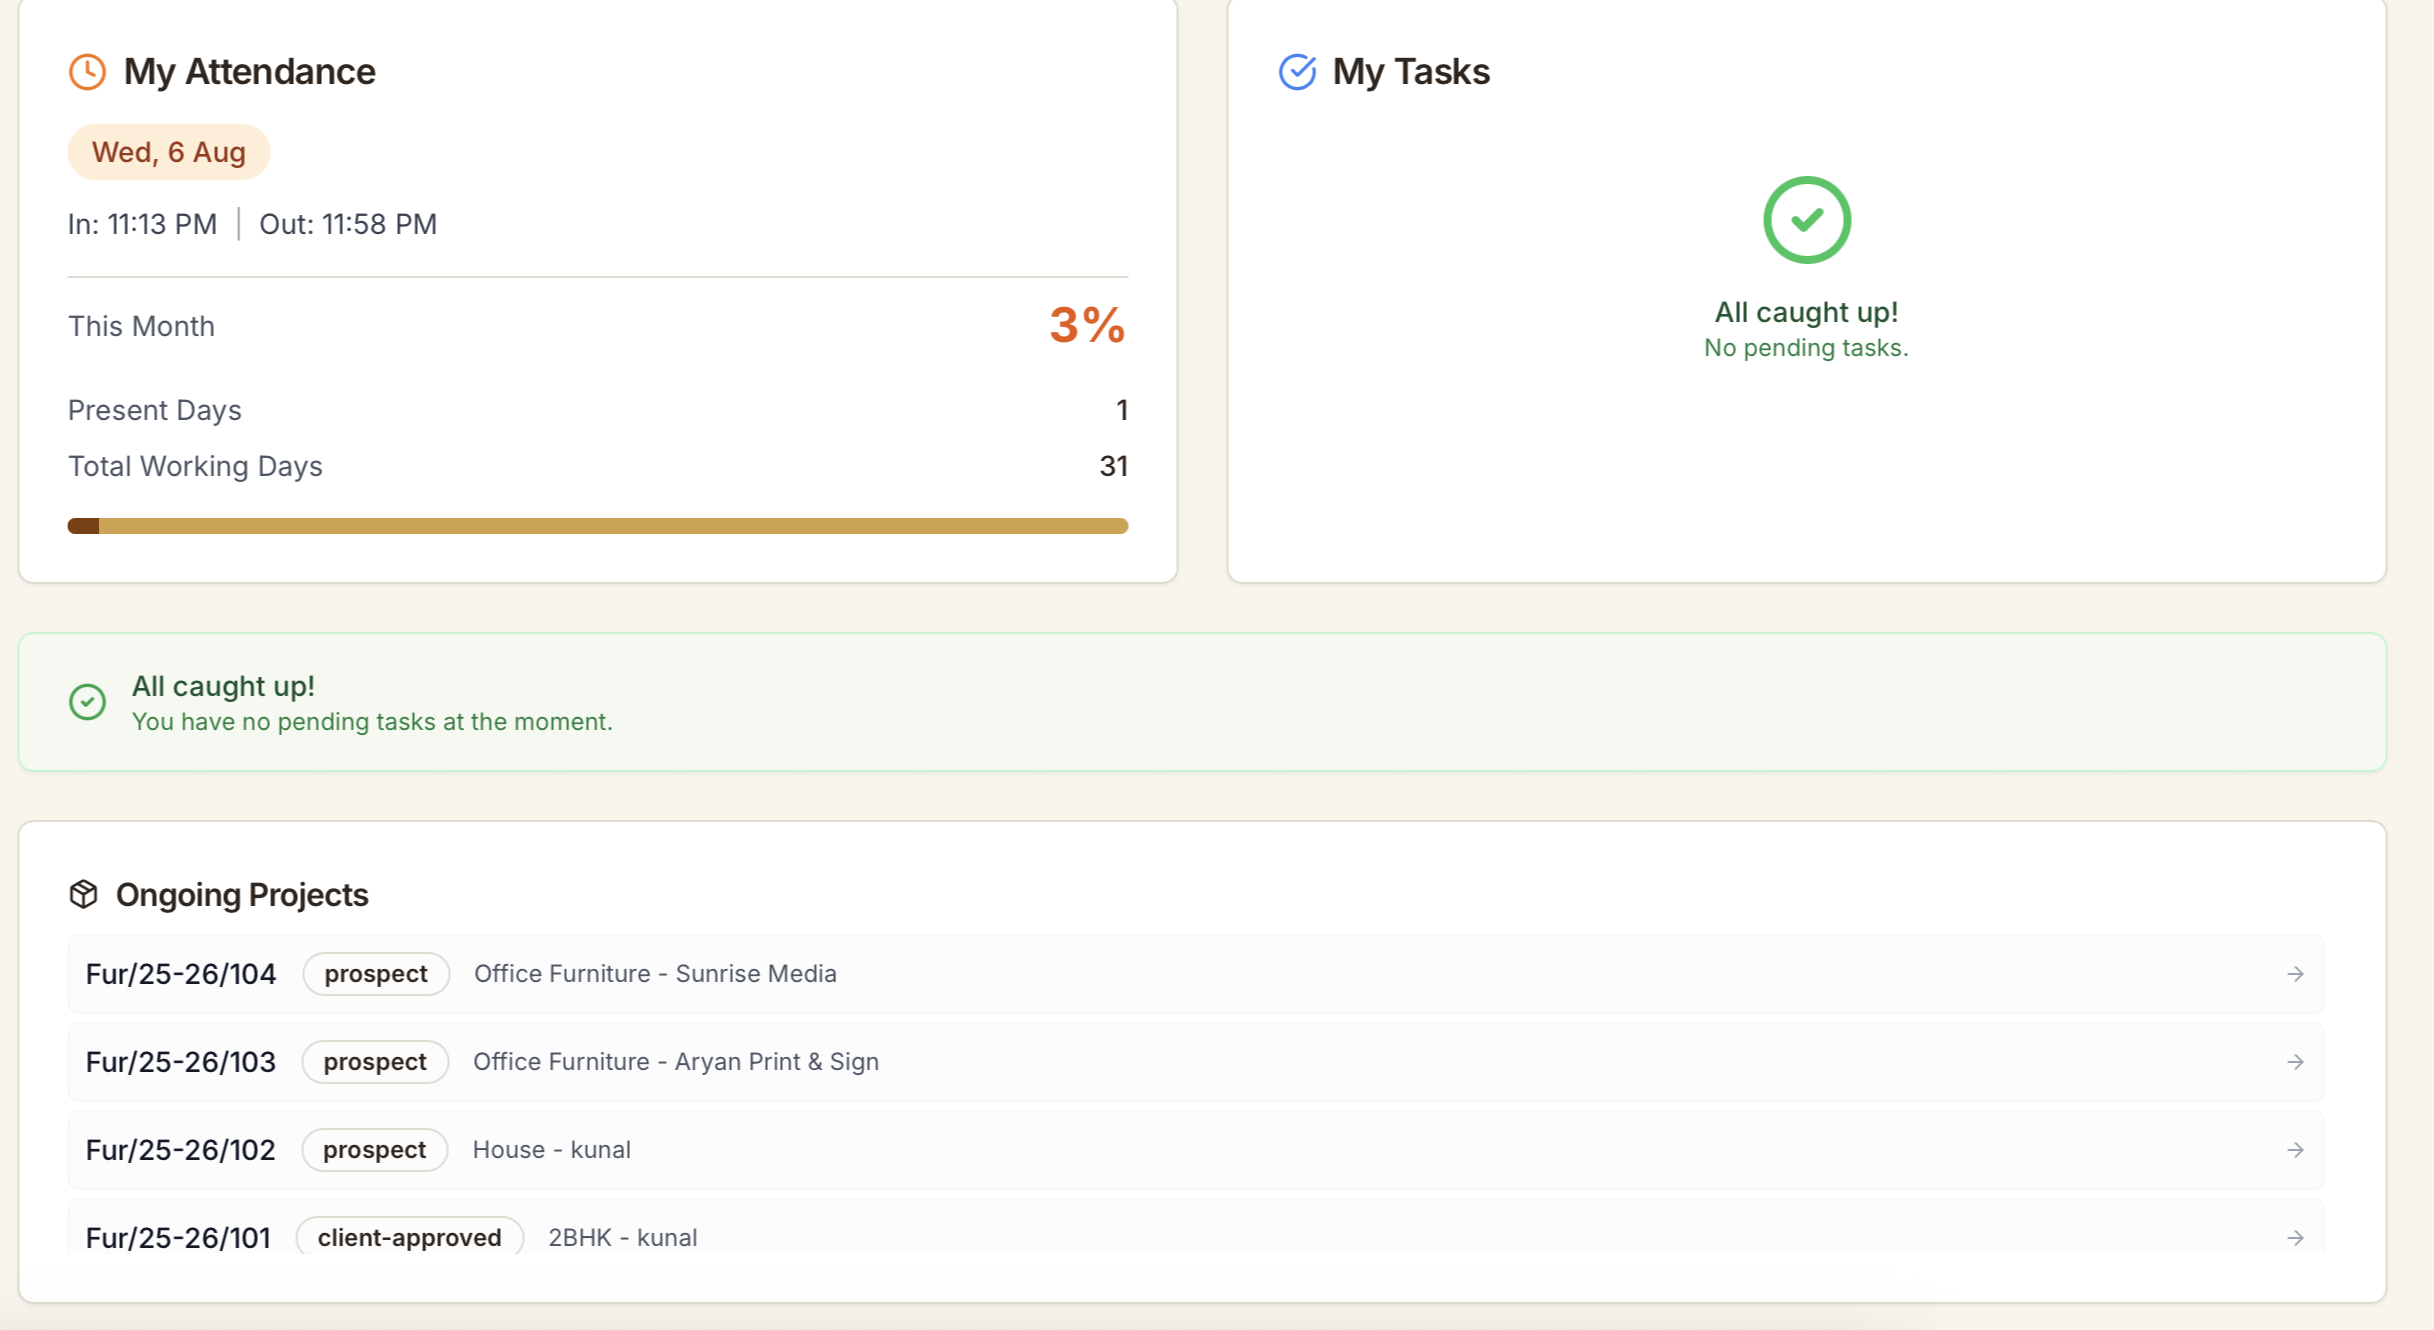 My Attendance
Wed, 6 Aug
In: 11:13 PM | Out: 11:58 PM
This Month 3%
Present Days 1
Total Working Days 31
My Tasks
All caught up!
No pending tasks.
All caught up!
You have no pending tasks at the moment.
Ongoing Projects
Fur/25-26/104 prospect Office Furniture - Sunrise Media
Fur/25-26/103 prospect Office Furniture - Aryan Print & Sign
Fur/25-26/102 prospect House - kunal
Fur/25-26/101 client-approved 2BHK - kunal